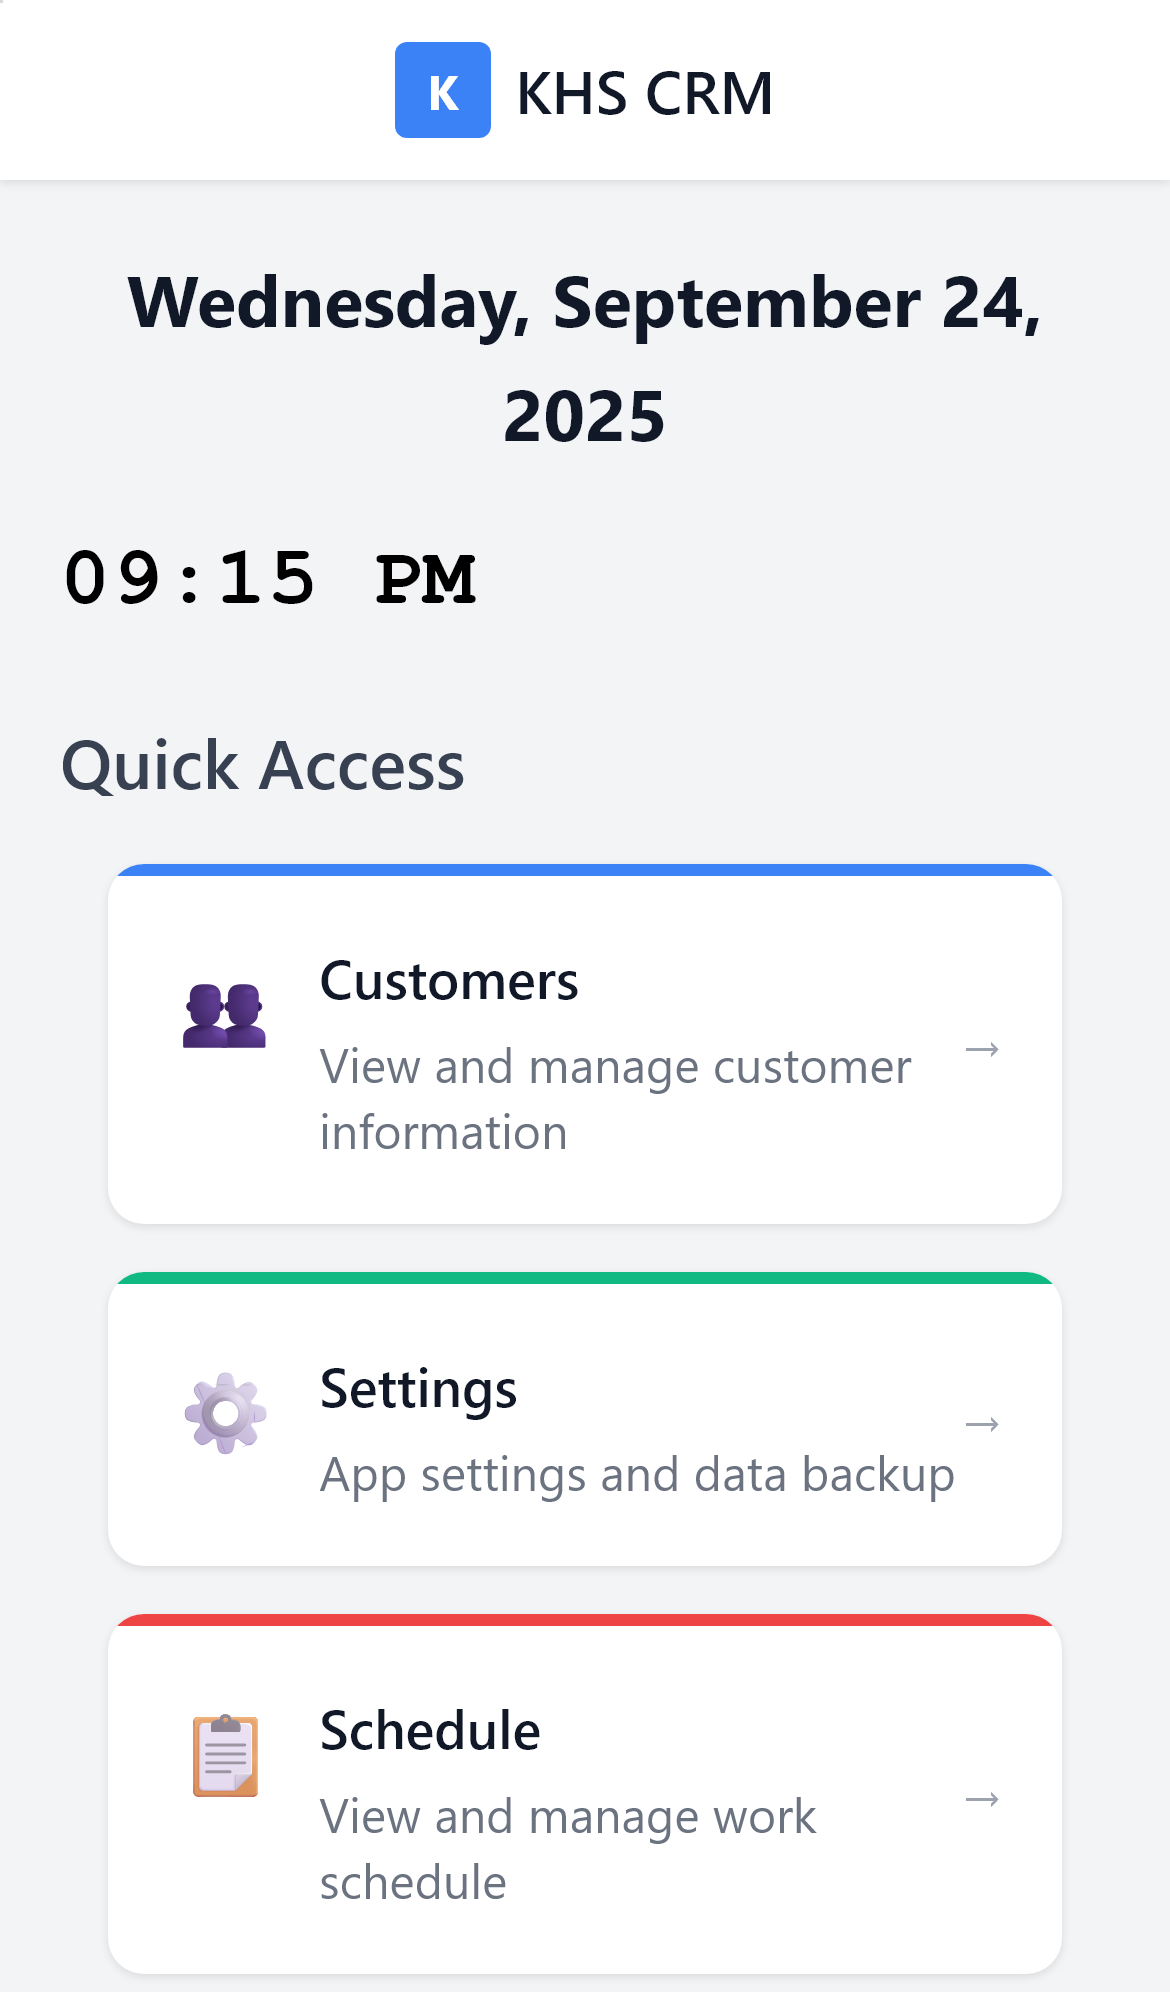 K KHS CRM
Wednesday, September 24,
2025
09:15 PM
Quick Access
Customers
View and manage customer
information
→
Settings
App settings and data backup
→
Schedule
View and manage work
schedule
→